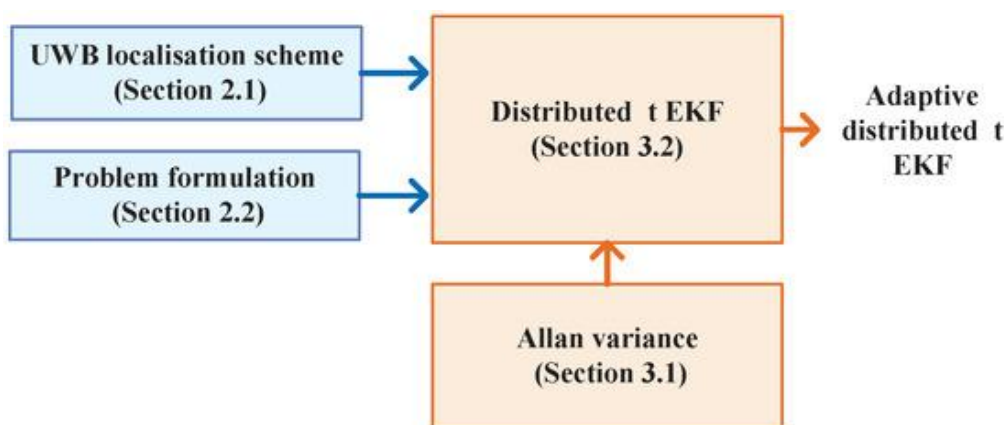 UWB localisation scheme
(Section 2.1)
Problem formulation
(Section 2.2)
Distributed t EKF
(Section 3.2)
Adaptive
distributed t
EKF
Allan variance
(Section 3.1)